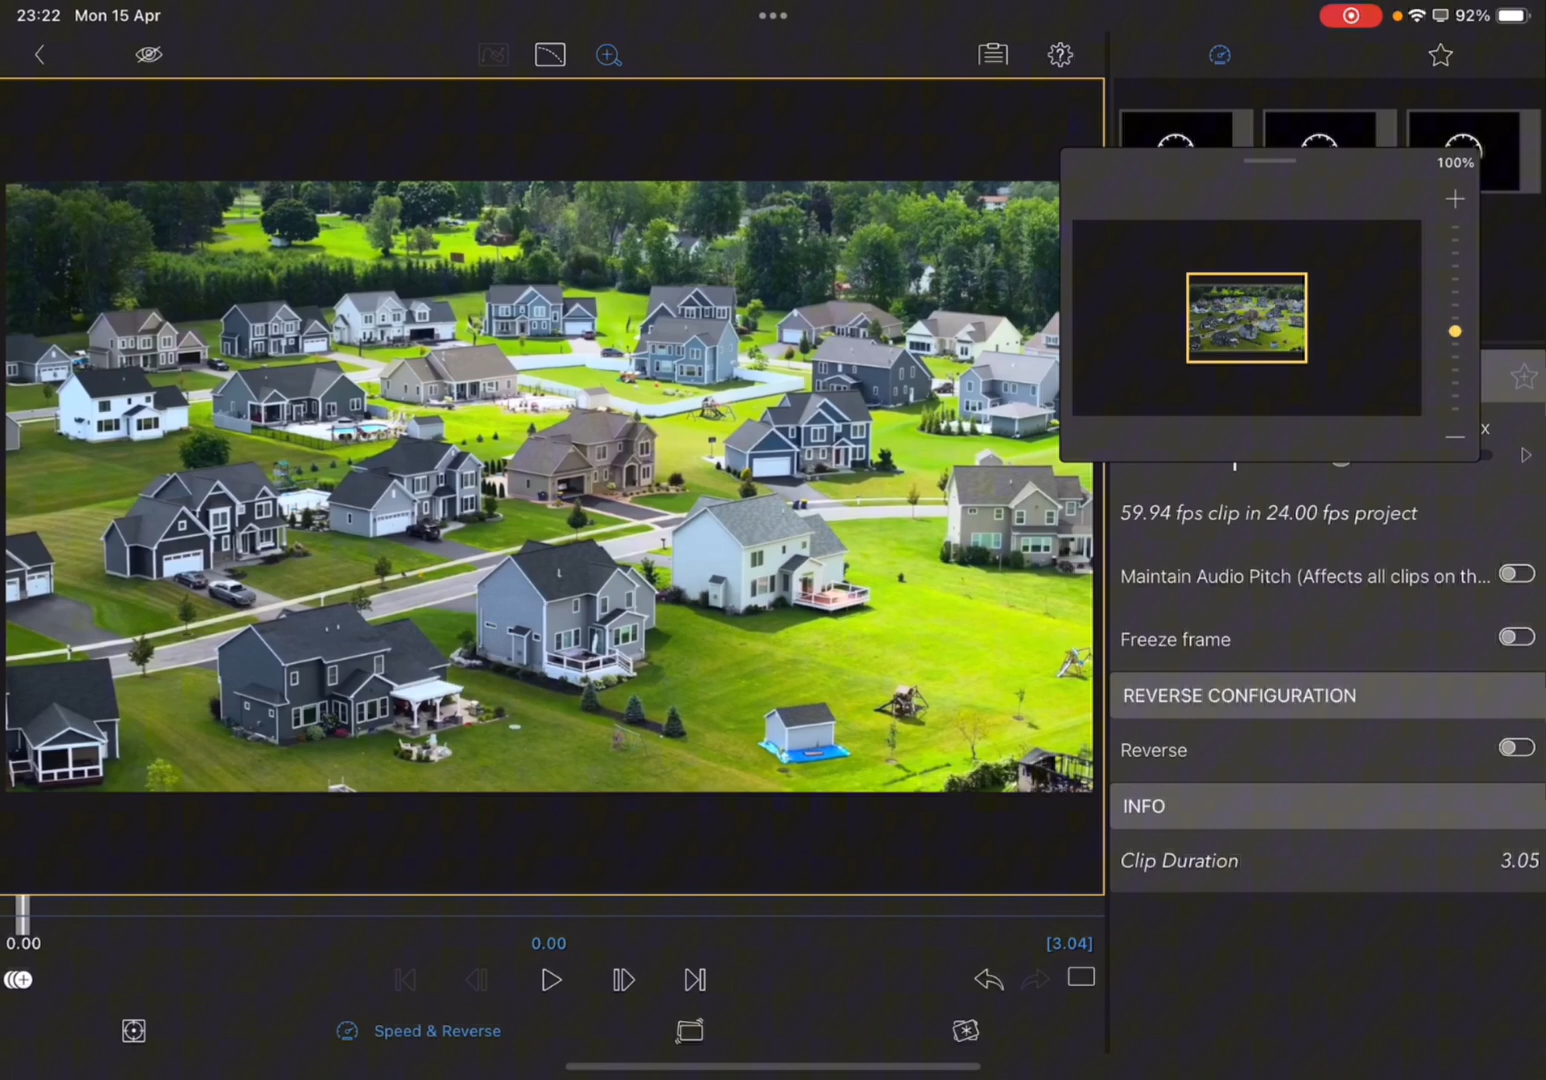 23:22 Mon 15 Apr
92%
100%
x
59.94 fps clip in 24.00 fps project
Maintain Audio Pitch (Affects all clips on th...
Freeze frame
REVERSE CONFIGURATION
Reverse
INFO
Clip Duration 3.05
0.00 0.00 [3.04]
Speed & Reverse